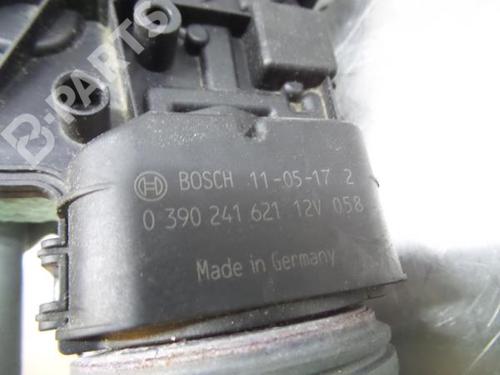 B-PARTS
BOSCH 11-05-17 2
0 390 241 621 12V 058
Made in Germany